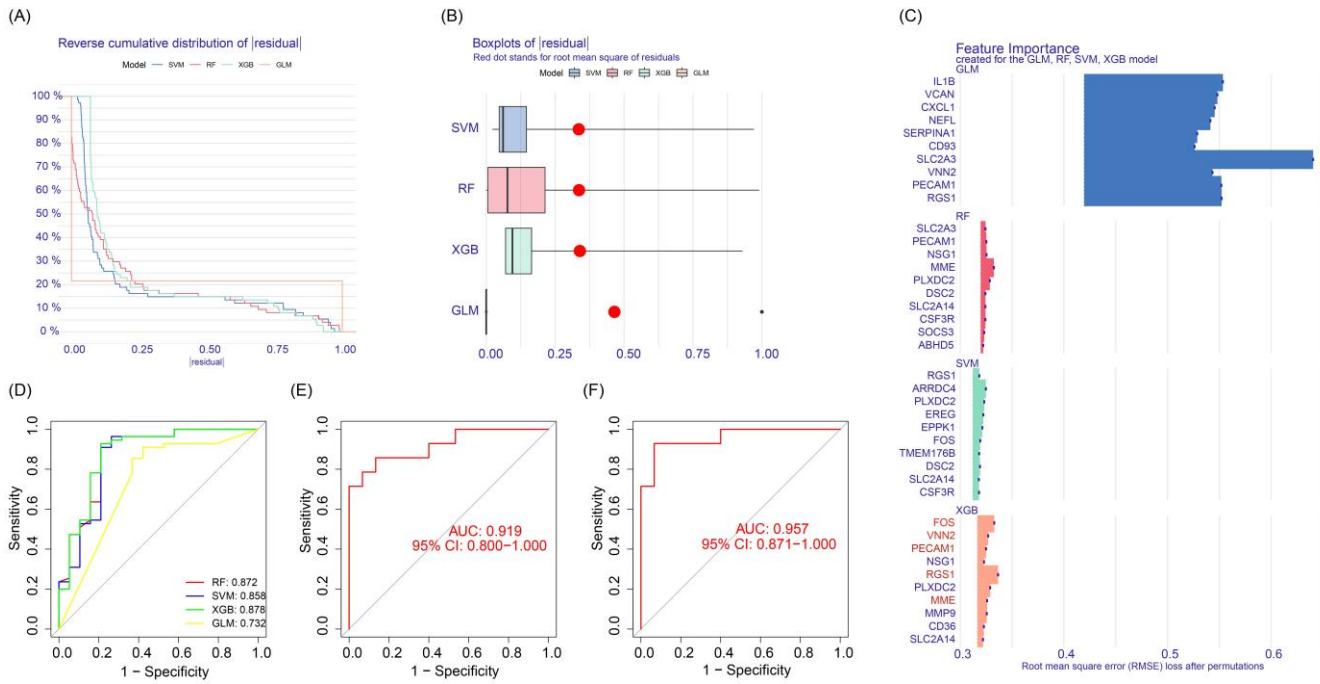 (A)
Reverse cumulative distribution of |residual|
Model SVM RF XGB GLM
100 %
90 %
80 %
70 %
60 %
50 %
40 %
30 %
20 %
10 %
0 %
0.00 0.25 0.50 0.75 1.00
|residual|
(B)
Boxplots of |residual|
Red dot stands for root mean square of residuals
Model SVM RF XGB GLM
SVM
RF
XGB
GLM
0.00 0.25 0.50 0.75 1.00
(C)
Feature Importance
created for the GLM, RF, SVM, XGB model
GLM
IL1B
VCAN
CXCL1
NEFL
SERPINA1
CD93
SLC2A3
VNN2
PECAM1
RGS1
RF
SLC2A3
PECAM1
NSG1
MME
PLXDC2
DSC2
SLC2A14
CSF3R
SOCS3
ABHD5
SVM
RGS1
ARRDC4
PLXDC2
EREG
EPPK1
FOS
TMEM176B
DSC2
SLC2A14
CSF3R
XGB
FOS
VNN2
PECAM1
NSG1
RGS1
PLXDC2
MME
MMP9
CD36
SLC2A14
0.3 0.4 0.5 0.6
Root mean square error (RMSE) loss after permutations
(D)
Sensitivity
1.0
0.8
0.6
0.4
0.2
0.0
RF: 0.872
SVM: 0.858
XGB: 0.878
GLM: 0.732
0.0 0.2 0.4 0.6 0.8 1.0
1 − Specificity
(E)
Sensitivity
1.0
0.8
0.6
0.4
0.2
0.0
AUC: 0.919
95% CI: 0.800−1.000
0.0 0.2 0.4 0.6 0.8 1.0
1 − Specificity
(F)
Sensitivity
1.0
0.8
0.6
0.4
0.2
0.0
AUC: 0.957
95% CI: 0.871−1.000
0.0 0.2 0.4 0.6 0.8 1.0
1 − Specificity